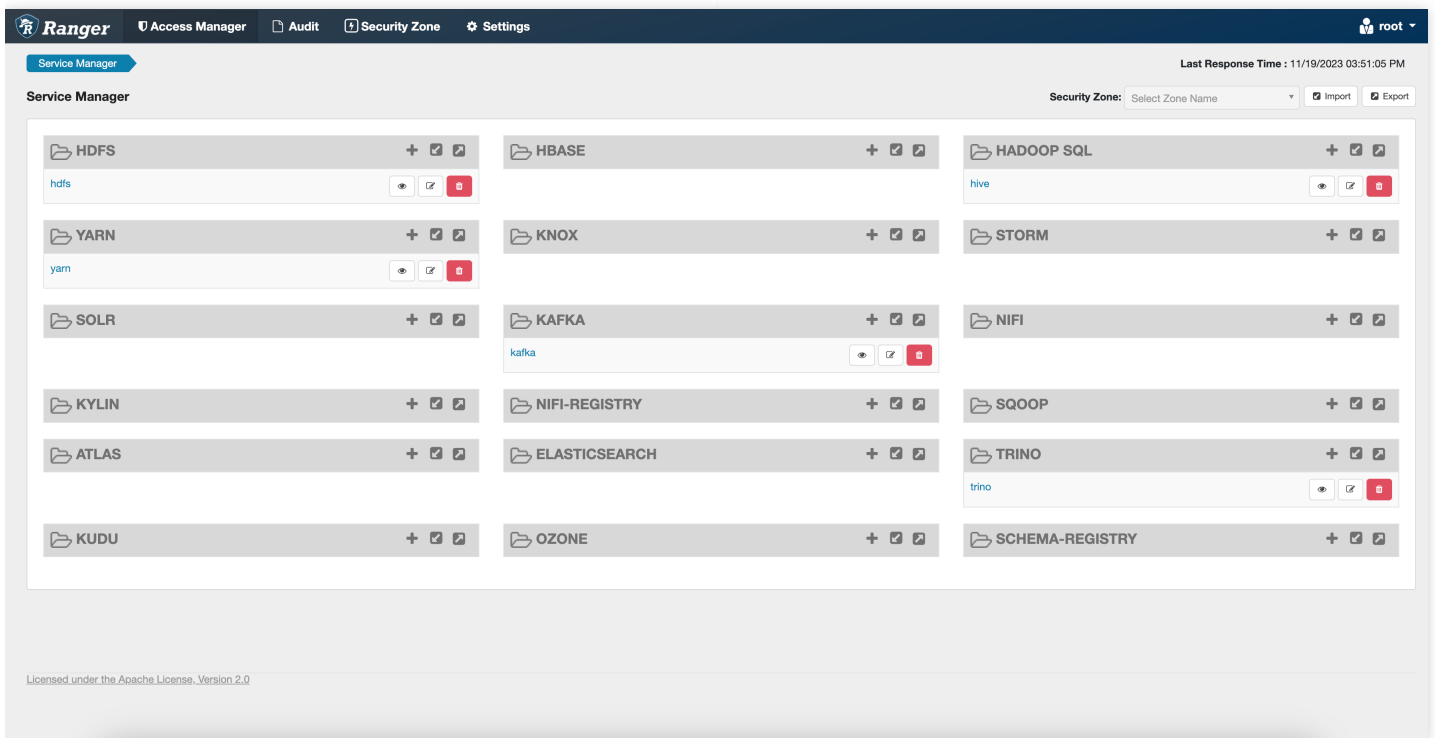 Ranger Access Manager Audit Security Zone Settings root
Service Manager Last Response Time : 11/19/2023 03:51:05 PM
Service Manager Security Zone: Select Zone Name Import Export
HDFS HBASE HADOOP SQL
hdfs hive
YARN KNOX STORM
yarn
SOLR KAFKA NIFI
kafka
KYLIN NIFI-REGISTRY SQOOP
ATLAS ELASTICSEARCH TRINO
trino
KUDU OZONE SCHEMA-REGISTRY
Licensed under the Apache License, Version 2.0